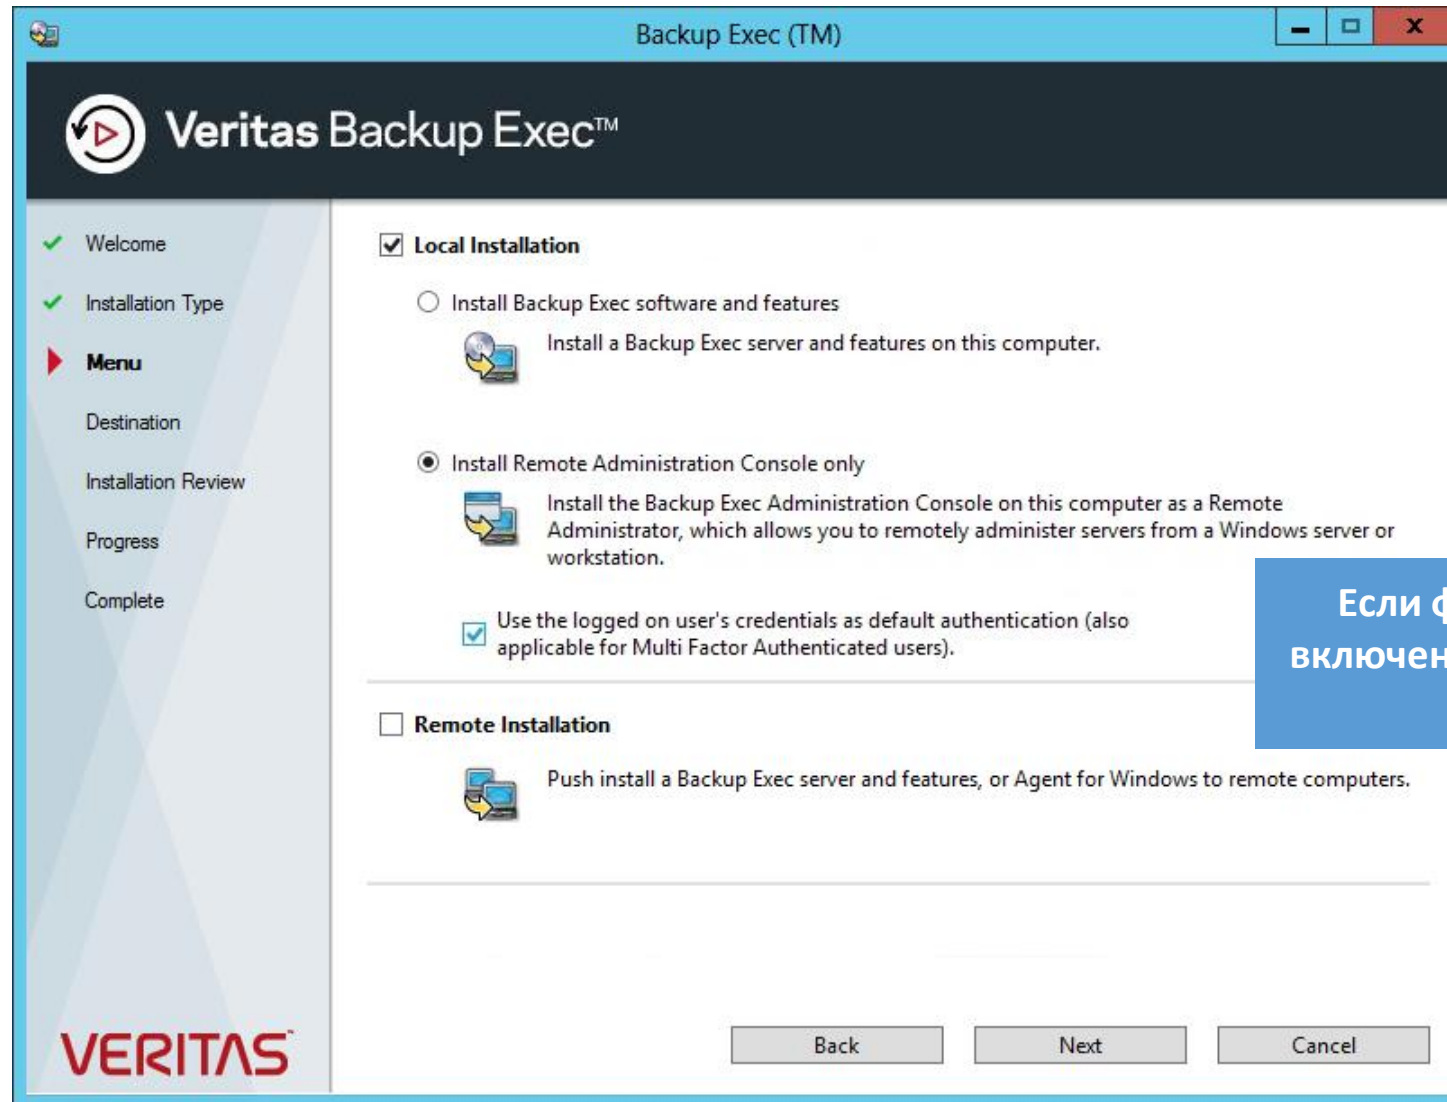 Backup Exec (TM)
Veritas Backup Exec™
Welcome
Installation Type
Menu
Destination
Installation Review
Progress
Complete
VERITAS™
Local Installation
Install Backup Exec software and features
Install a Backup Exec server and features on this computer.
Install Remote Administration Console only
Install the Backup Exec Administration Console on this computer as a Remote
Administrator, which allows you to remotely administer servers from a Windows server or
workstation.
Use the logged on user's credentials as default authentication (also
applicable for Multi Factor Authenticated users).
Если
Remote Installation
Push install a Backup Exec server and features, or Agent for Windows to remote computers.
Back
Next
Cancel